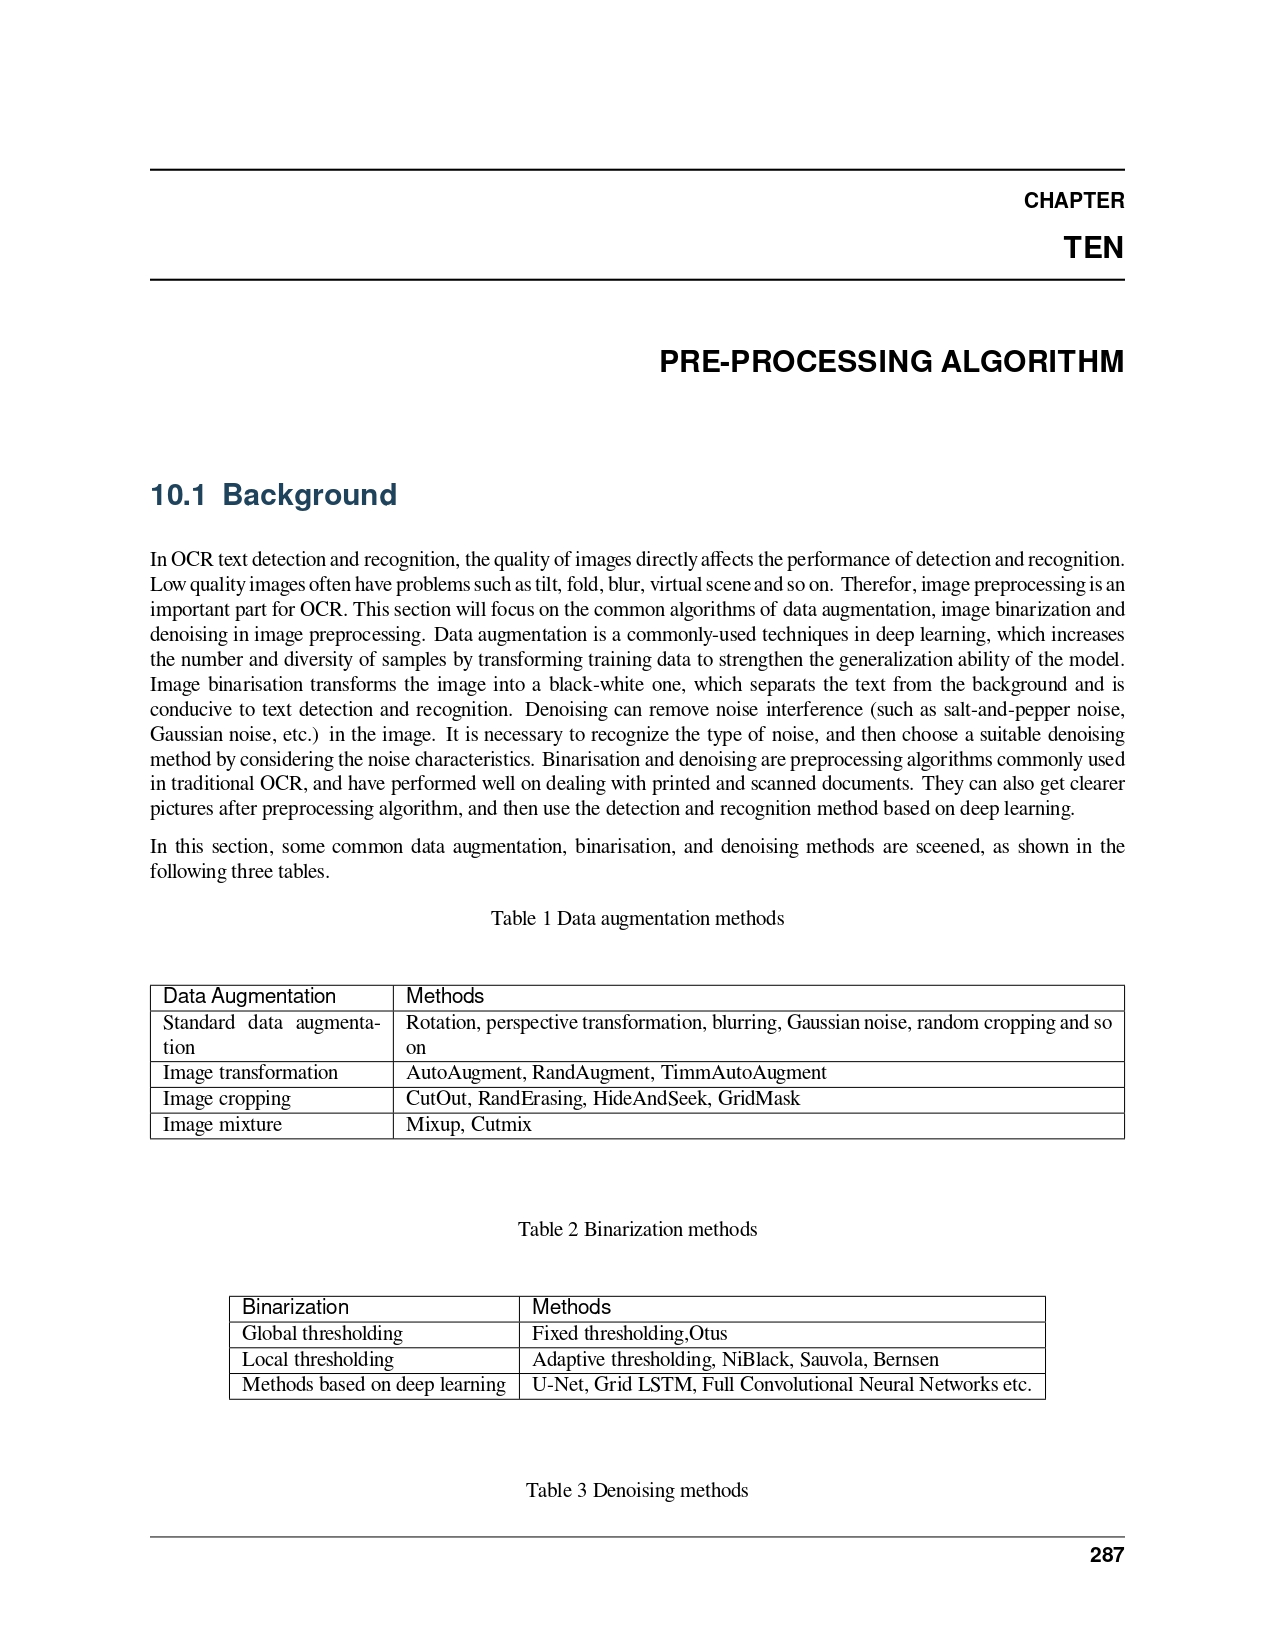 CHAPTER
TEN
PRE-PROCESSING ALGORITHM
10.1 Background
In OCR text detection and recognition, the quality of images directly affects the performance of detection and recognition.
Low quality images often have problems such as tilt, fold, blur, virtual scene and so on. Therefor, image preprocessing is an
important part for OCR. This section will focus on the common algorithms of data augmentation, image binarization and
denoising in image preprocessing. Data augmentation is a commonly-used techniques in deep learning, which increases
the number and diversity of samples by transforming training data to strengthen the generalization ability of the model.
Image binarisation transforms the image into a black-white one, which separats the text from the background and is
conducive to text detection and recognition. Denoising can remove noise interference (such as salt-and-pepper noise,
Gaussian noise, etc.) in the image. It is necessary to recognize the type of noise, and then choose a suitable denoising
method by considering the noise characteristics. Binarisation and denoising are preprocessing algorithms commonly used
in traditional OCR, and have performed well on dealing with printed and scanned documents. They can also get clearer
pictures after preprocessing algorithm, and then use the detection and recognition method based on deep learning.
In this section, some common data augmentation, binarisation, and denoising methods are sceened, as shown in the
following three tables.
Table 1 Data augmentation methods
Data Augmentation Methods
Standard data augmenta- Rotation, perspective transformation, blurring, Gaussian noise, random cropping and so
tion on
Image transformation AutoAugment, RandAugment, TimmAutoAugment
Image cropping CutOut, RandErasing, HideAndSeek, GridMask
Image mixture Mixup, Cutmix
Table 2 Binarization methods
Binarization Methods
Global thresholding Fixed thresholding,Otus
Local thresholding Adaptive thresholding, NiBlack, Sauvola, Bernsen
Methods based on deep learning U-Net, Grid LSTM, Full Convolutional Neural Networks etc.
Table 3 Denoising methods
287